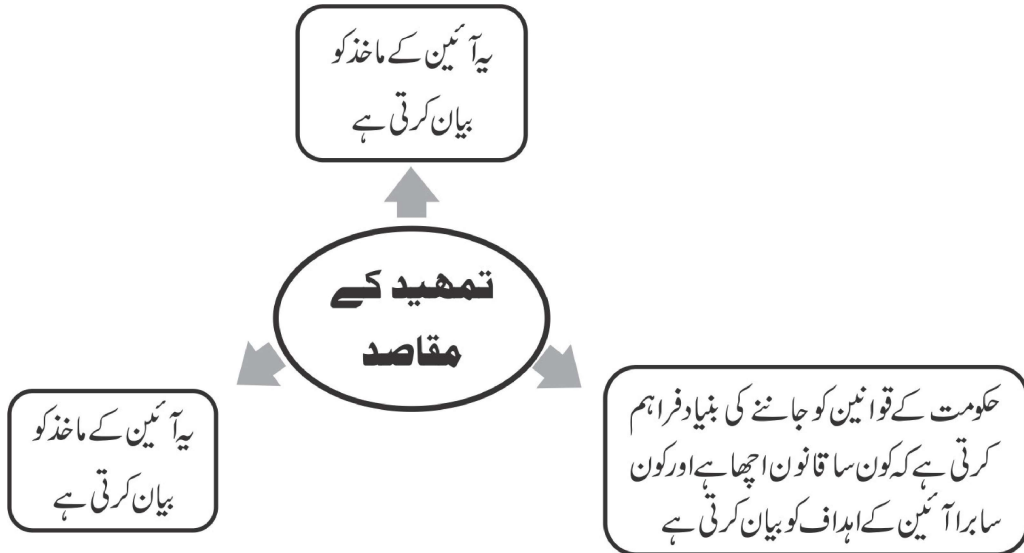 یہ آئین کے ماخذ کو
بیان کرتی ہے
تمہید کے
مقاصد
حکومت کے قوانین کو جاننے کی بنیاد فراہم
کرتی ہے کہ کون سا قانون اچھا ہے اور کون
سا برا آئین کے اہداف کو بیان کرتی ہے
یہ آئین کے ماخذ کو
بیان کرتی ہے